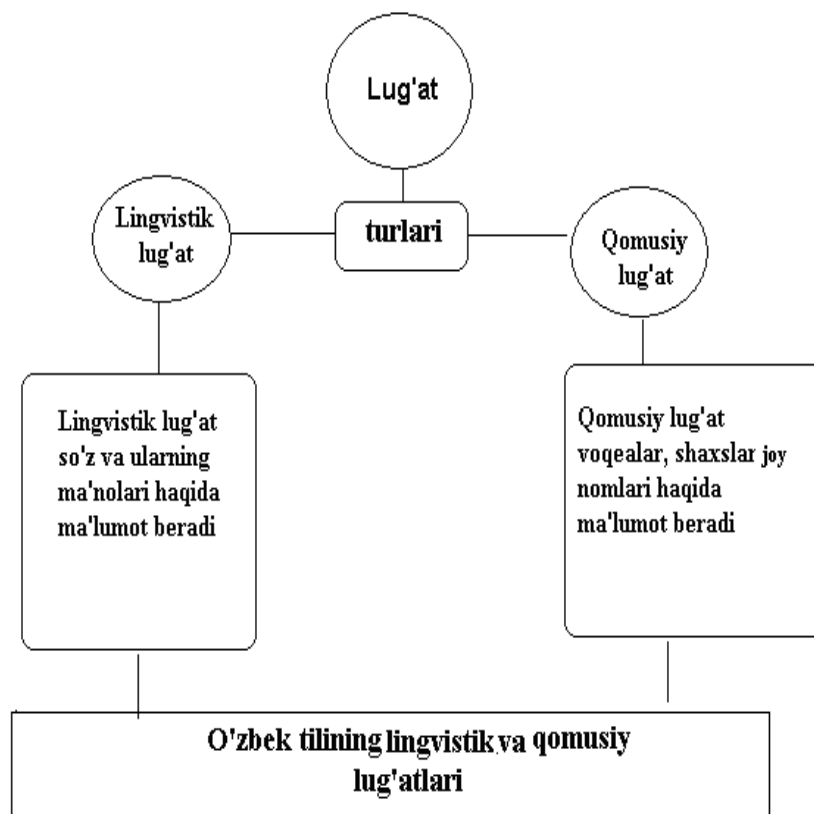 Lug'at
turlari
Lingvistik
lug'at
Qomusiy
lug'at
Lingvistik lug'at
so'z va ularning
ma'nolari haqida
ma'lumot beradi
Qomusiy lug'at
voqealar, shaxslar joy
nomlari haqida
ma'lumot beradi
O'zbek tilining lingvistik va qomusiy
lug'atlari